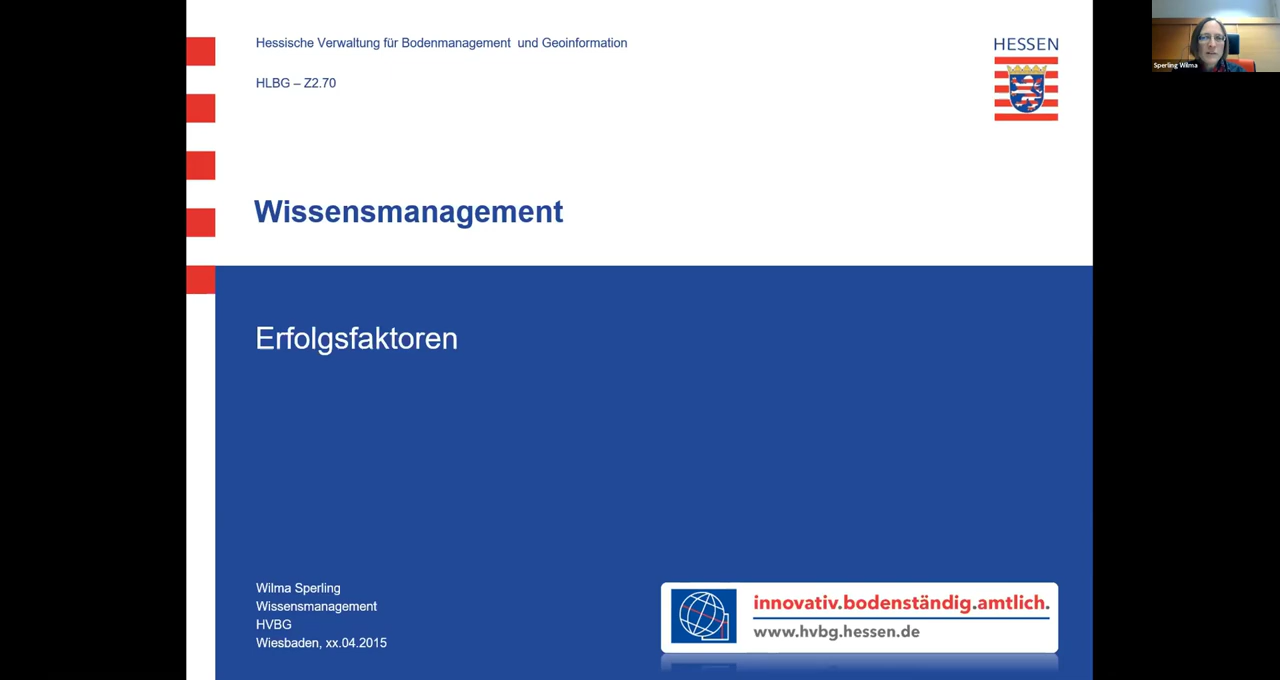 Hessische Verwaltung für Bodenmanagement und Geoinformation
HLBG – Z2.70
HESSEN
Sperling Wilma
Wissensmanagement
Erfolgsfaktoren
Wilma Sperling
Wissensmanagement
HVBG
Wiesbaden, xx.04.2015
innovativ.bodenständig.amtlich.
www.hvbg.hessen.de